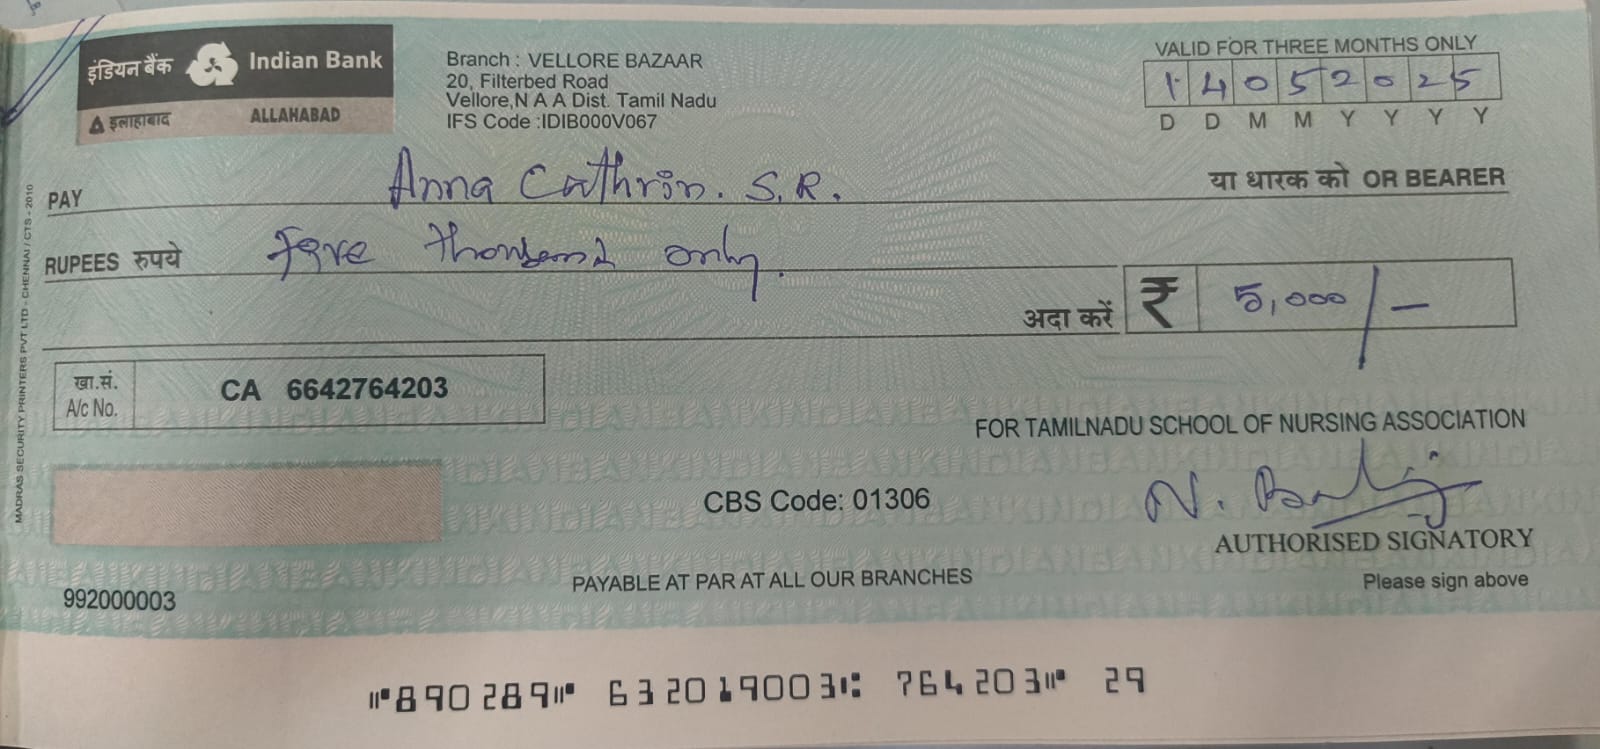 इंडियन बैंक Indian Bank
इलाहाबाद ALLAHABAD
Branch : VELLORE BAZAAR
20, Filterbed Road
Vellore,N A A Dist. Tamil Nadu
IFS Code :IDIB000V067
VALID FOR THREE MONTHS ONLY
14052025
D D M M Y Y Y Y
PAY Anna Cathrin. S.R. या धारक को OR BEARER
RUPEES रुपये Five thousand only.
अदा करें ₹ 5,000/-
खा.सं.
A/c No. CA 6642764203
FOR TAMILNADU SCHOOL OF NURSING ASSOCIATION
CBS Code: 01306
AUTHORISED SIGNATORY
PAYABLE AT PAR AT ALL OUR BRANCHES
Please sign above
992000003
⑈890289⑈ 632019003⑆ 764203⑈ 29
MADRAS SECURITY PRINTERS PVT LTD - CHENNAI / CTS - 2010